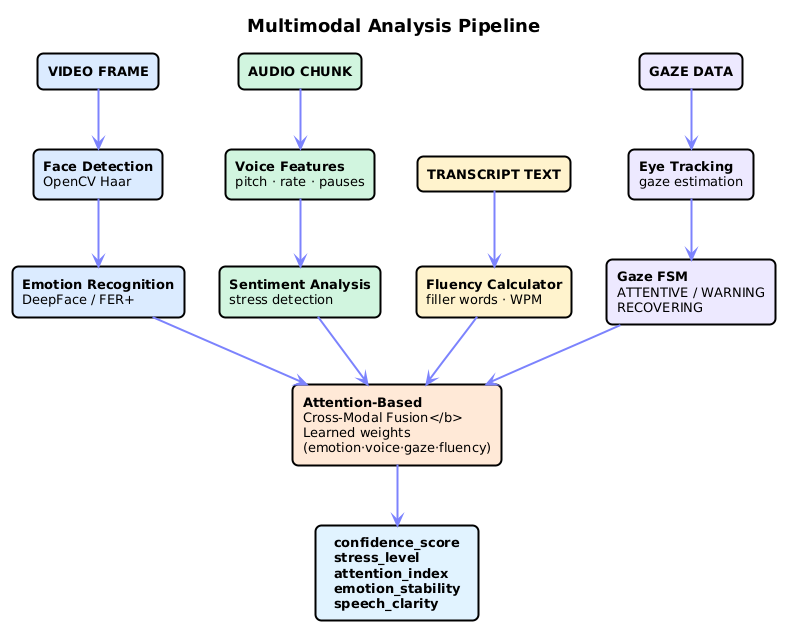 Multimodal Analysis Pipeline
VIDEO FRAME
AUDIO CHUNK
GAZE DATA
Face Detection
OpenCV Haar
Voice Features
pitch · rate · pauses
TRANSCRIPT TEXT
Eye Tracking
gaze estimation
Emotion Recognition
DeepFace / FER+
Sentiment Analysis
stress detection
Fluency Calculator
filler words · WPM
Gaze FSM
ATTENTIVE / WARNING
RECOVERING
Attention-Based
Cross-Modal Fusion</b>
Learned weights
(emotion·voice·gaze·fluency)
confidence_score
stress_level
attention_index
emotion_stability
speech_clarity